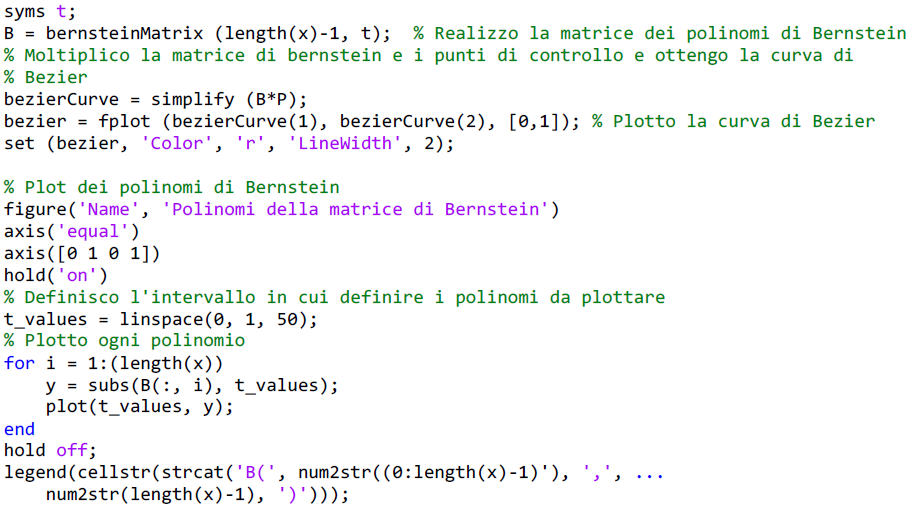 syms t;
B = bernsteinMatrix (length(x)-1, t);  % Realizzo la matrice dei polinomi di Bernstein
% Moltiplico la matrice di bernstein e i punti di controllo e ottengo la curva di
% Bezier
bezierCurve = simplify (B*P);
bezier = fplot (bezierCurve(1), bezierCurve(2), [0,1]); % Plotto la curva di Bezier
set (bezier, 'Color', 'r', 'LineWidth', 2);
% Plot dei polinomi di Bernstein
figure('Name', 'Polinomi della matrice di Bernstein')
axis('equal')
axis([0 1 0 1])
hold('on')
% Definisco l'intervallo in cui definire i polinomi da plottare
t_values = linspace(0, 1, 50);
% Plotto ogni polinomio
for i = 1:(length(x))
    y = subs(B(:, i), t_values);
    plot(t_values, y);
end
hold off;
legend(cellstr(strcat('B(', num2str((0:length(x)-1)'), ',', ...
    num2str(length(x)-1), ')')));